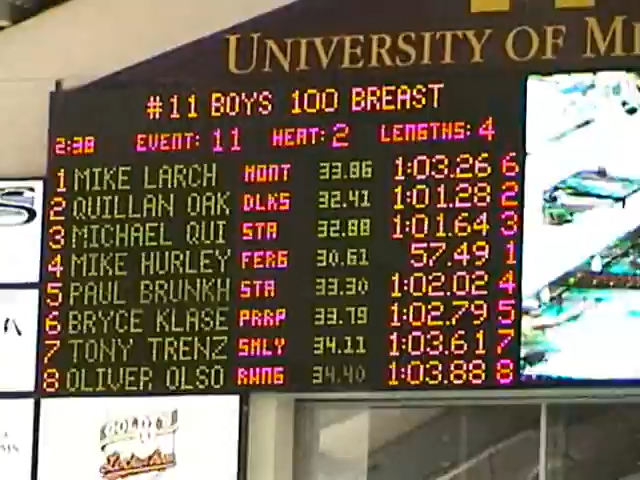 UNIVERSITY OF MI
#11 BOYS 100 BREAST
2:38 EVENT: 11 HEAT: 2 LENGTHS: 4
1 MIKE LARCH MONT 33.86 1:03.26 6
2 QUILLAN OAK DLKS 32.41 1:01.28 2
3 MICHAEL QUI STA 32.88 1:01.64 3
4 MIKE HURLEY FERG 30.61 57.49 1
5 PAUL BRUNKH STA 33.30 1:02.02 4
6 BRYCE KLASE PRRP 33.79 1:02.79 5
7 TONY TRENZ SMLY 34.11 1:03.61 7
8 OLIVER OLSO RWNG 34.40 1:03.88 8